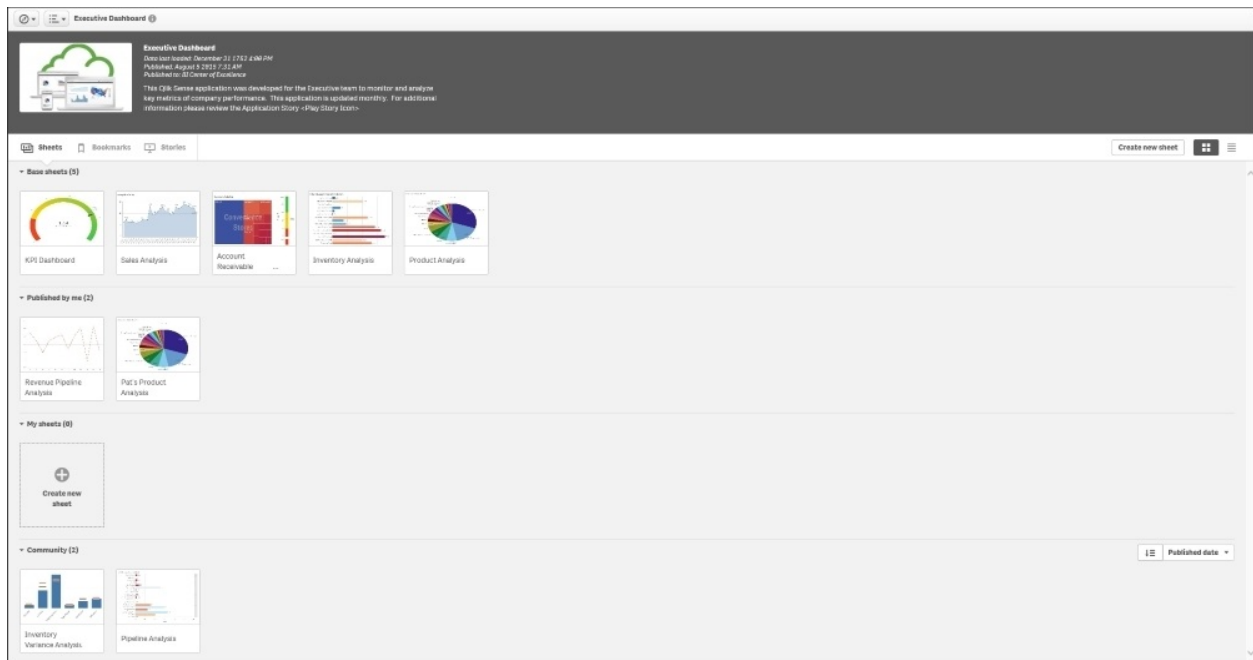 Executive Dashboard
Executive Dashboard
Data last loaded: December 31 1752 4:00 PM
Published: August 5 2015 7:31 AM
Published to: BI Center of Excellence
This Qlik Sense application was developed for the Executive team to monitor and analyze
key metrics of company performance. This application is updated monthly. For additional
information please review the Application Story <Play Story Icon>
Sheets Bookmarks Stories Create new sheet
Base sheets (5)
Convenience
Stores
KPI Dashboard
Sales Analysis
Account
Receivable ...
Inventory Analysis
Product Analysis
Published by me (2)
Revenue Pipeline
Analysis
Pat's Product
Analysis
My sheets (0)
Create new
sheet
Community (2)
Published date
Inventory
Variance Analysis
Pipeline Analysis